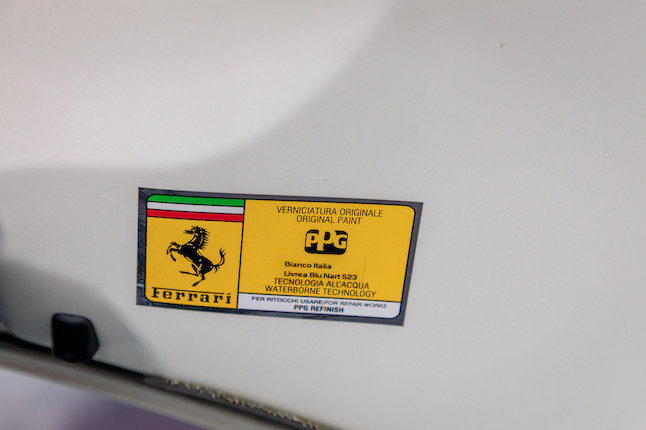 VERNICIATURA ORIGINALE
ORIGINAL PAINT
PPG
Bianco Italia
Livrea Blu Nart 523
TECNOLOGIA ALL'ACQUA
WATERBORNE TECHNOLOGY
Ferrari
PER RITOCCHI USARE/FOR REPAIR WORKS
PPG REFINISH